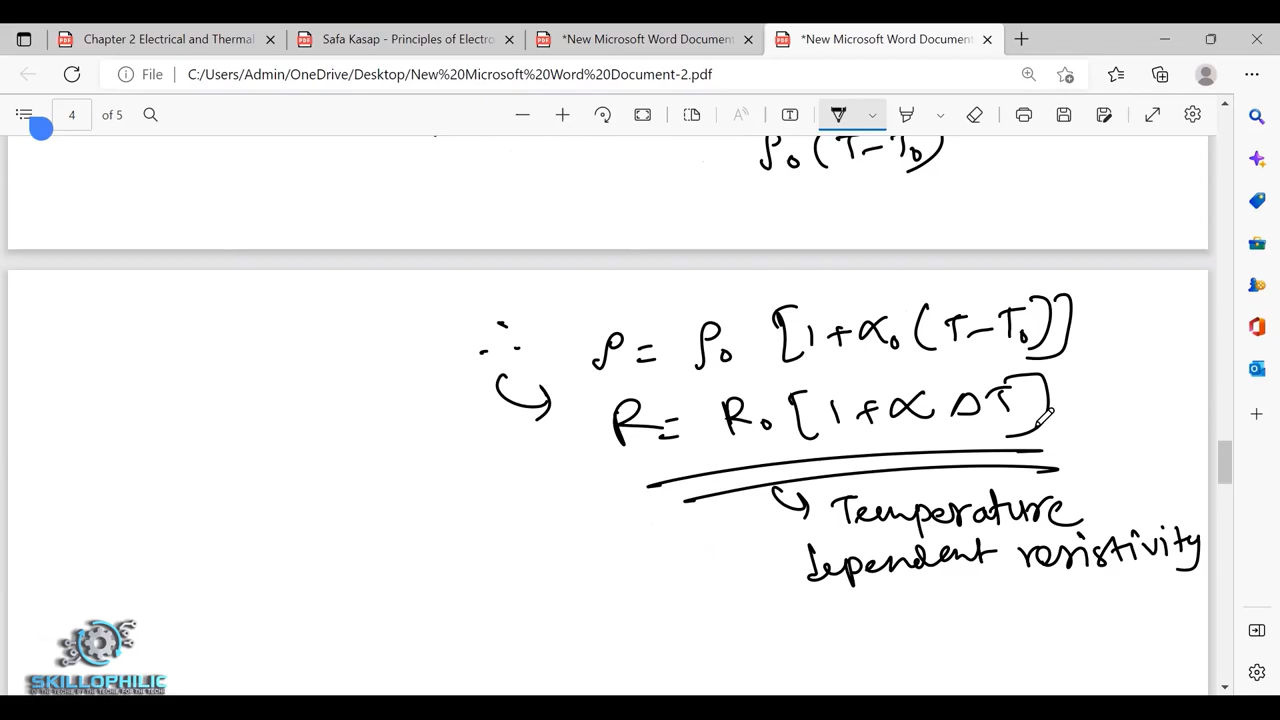 Chapter 2 Electrical and Thermal
Safa Kasap - Principles of Electro
*New Microsoft Word Document
*New Microsoft Word Document
File
C:/Users/Admin/OneDrive/Desktop/New%20Microsoft%20Word%20Document-2.pdf
4 of 5
ρ₀ (T-T₀)
∴ ρ = ρ₀ [1+α₀ (T-T₀)]
R = R₀ [1+α ΔT]
Temperature
dependent resistivity
SKILLOPHILIC